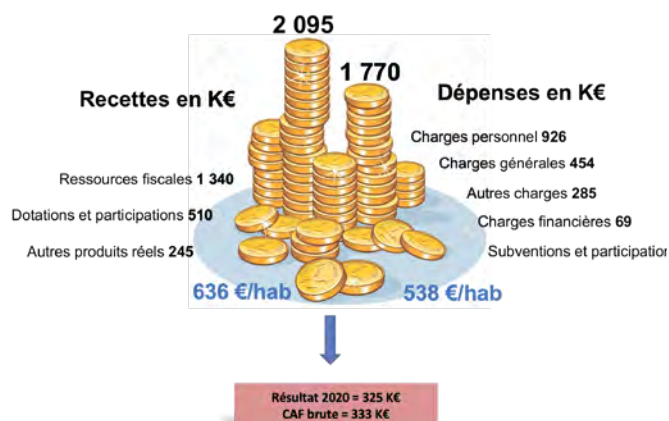 2 095
1 770
Recettes en K€
Ressources fiscales 1 340
Dotations et participations 510
Autres produits réels 245
636 €/hab
Dépenses en K€
Charges personnel 926
Charges générales 454
Autres charges 285
Charges financières 69
Subventions et participation
538 €/hab
Résultat 2020 = 325 K€
CAF brute = 333 K€